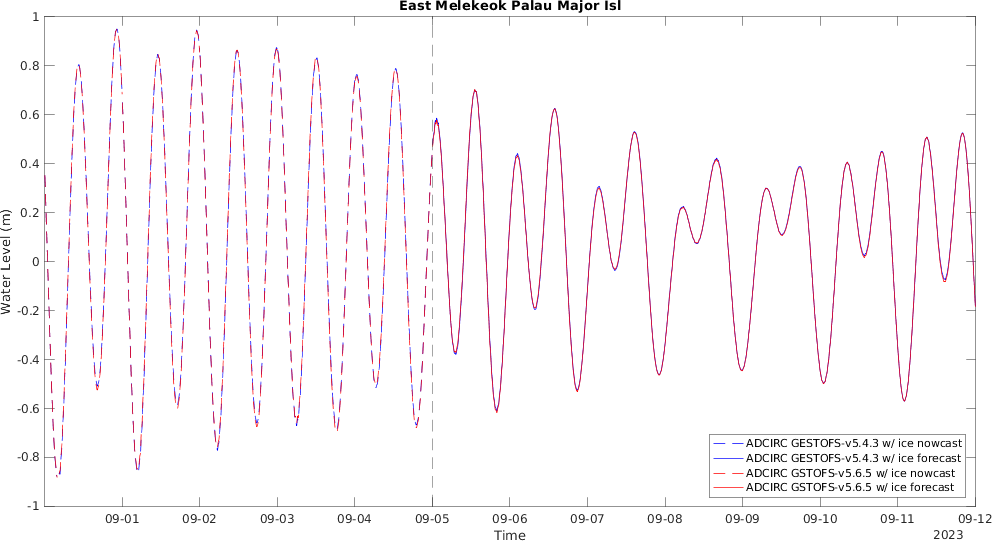 East Melekeok Palau Major Isl
Water Level (m)
1
0.8
0.6
0.4
0.2
0
-0.2
-0.4
-0.6
-0.8
-1
ADCIRC GESTOFS-v5.4.3 w/ ice nowcast
ADCIRC GESTOFS-v5.4.3 w/ ice forecast
ADCIRC GSTOFS-v5.6.5 w/ ice nowcast
ADCIRC GSTOFS-v5.6.5 w/ ice forecast
09-01 09-02 09-03 09-04 09-05 09-06 09-07 09-08 09-09 09-10 09-11 09-12
Time
2023